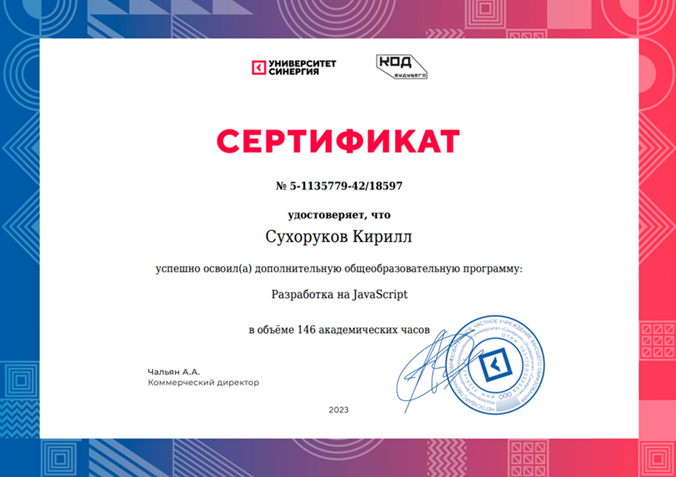 УНИВЕРСИТЕТ
СИНЕРГИЯ
КОД
БУДУЩЕГО
СЕРТИФИКАТ
№ 5-1135779-42/18597
удостоверяет, что
Сухоруков Кирилл
успешно освоил(а) дополнительную общеобразовательную программу:
Разработка на JavaScript
в объёме 146 академических часов
Чальян А.А.
Коммерческий директор
2023